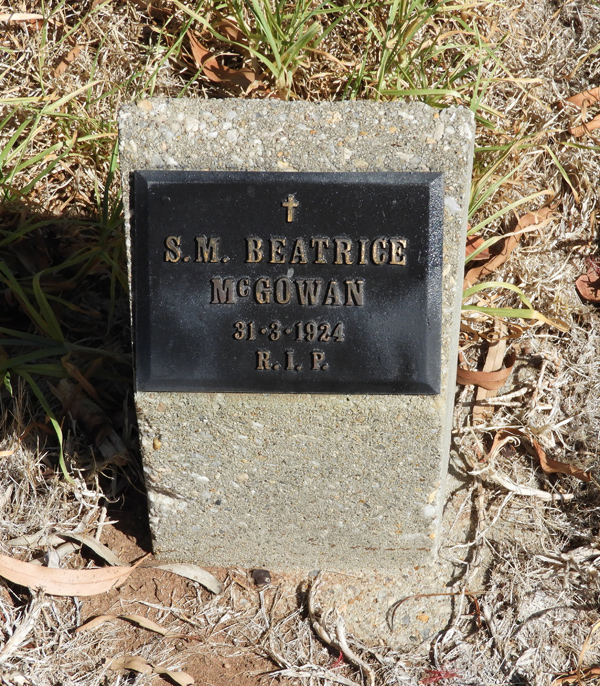 S.M. BEATRICE
McGOWAN
31-3-1924
R.I.P.